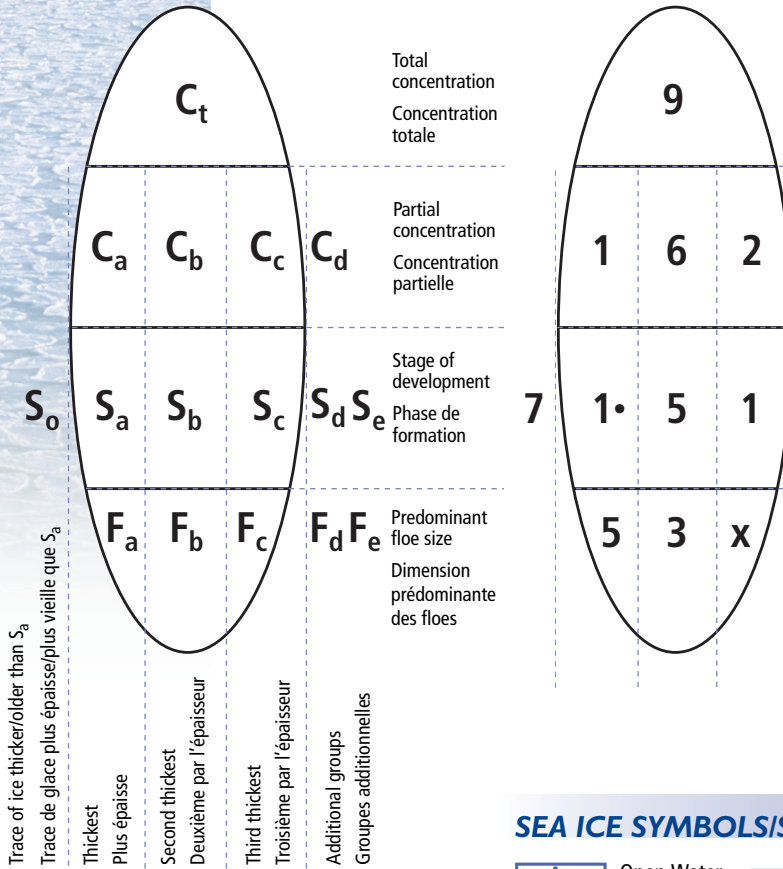 Ct
Total
concentration
Concentration
totale
9
Ca Cb Cc Cd
Partial
concentration
Concentration
partielle
1 6 2
So Sa Sb Sc Sd Se
Stage of
development
Phase de
formation
7 1• 5 1
Fa Fb Fc Fd Fe
Predominant
floe size
Dimension
prédominante
des floes
5 3 x
Trace of ice thicker/older than Sa
Trace de glace plus épaisse/plus vieille que Sa
Thickest
Plus épaisse
Second thickest
Deuxième par l'épaisseur
Third thickest
Troisième par l'épaisseur
Additional groups
Groupes additionnelles
SEA ICE SYMBOLS/S
Open Water